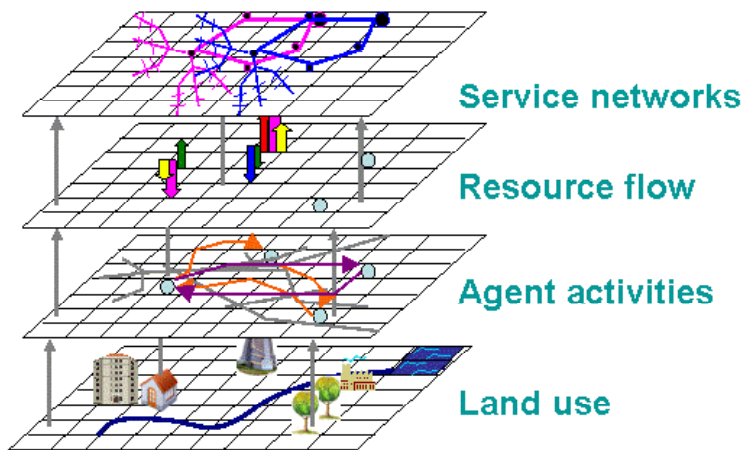 Service networks
Resource flow
Agent activities
Land use